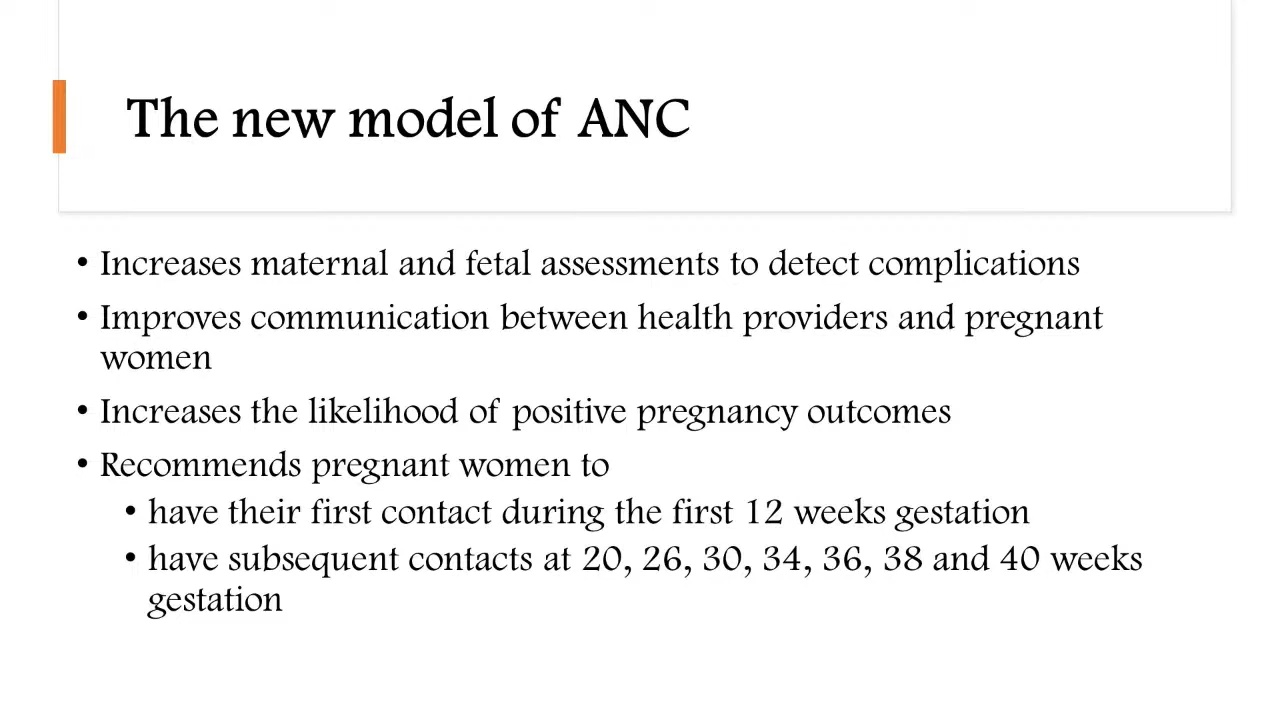 The new model of ANC
• Increases maternal and fetal assessments to detect complications
• Improves communication between health providers and pregnant
women
• Increases the likelihood of positive pregnancy outcomes
• Recommends pregnant women to
• have their first contact during the first 12 weeks gestation
• have subsequent contacts at 20, 26, 30, 34, 36, 38 and 40 weeks
gestation